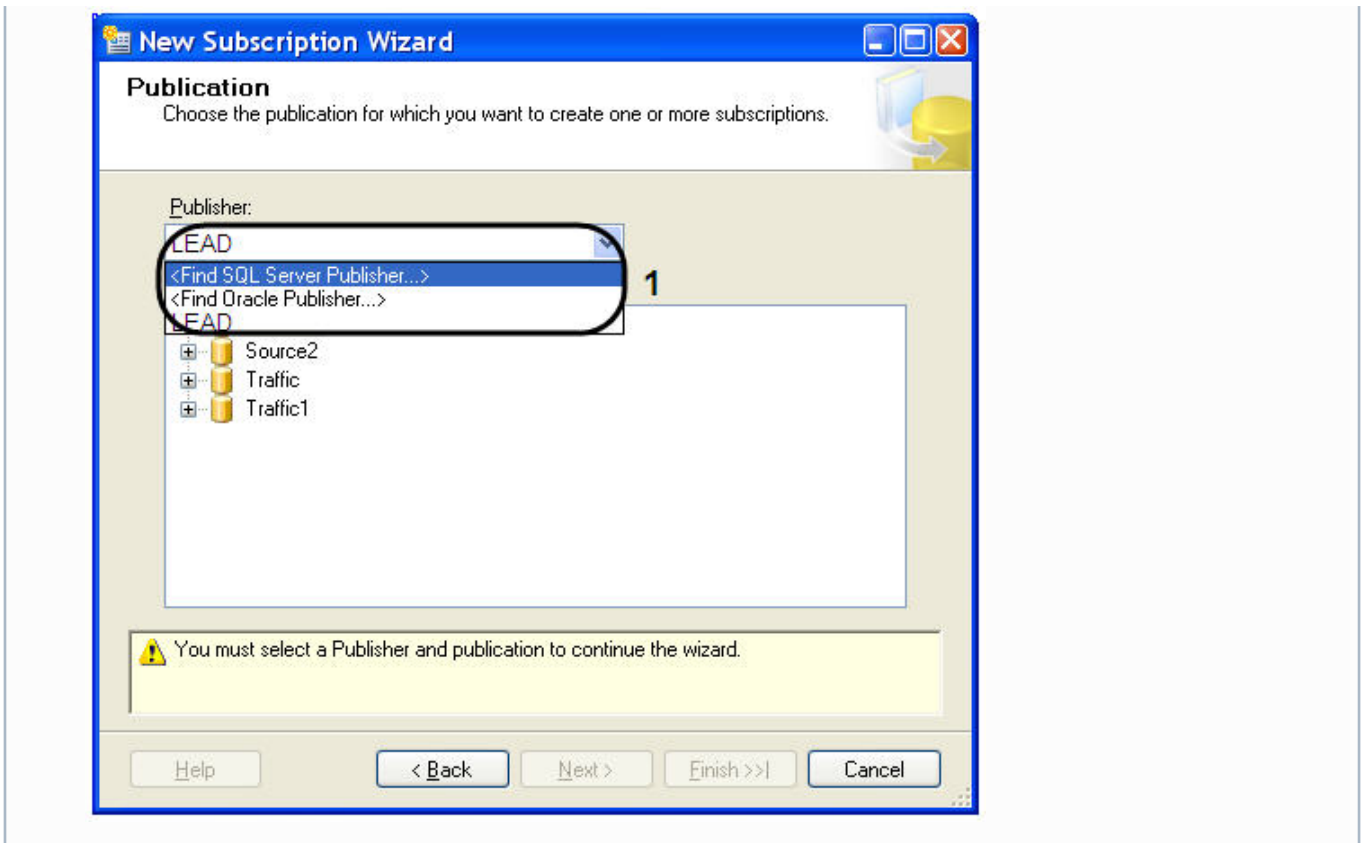 New Subscription Wizard
Publication
Choose the publication for which you want to create one or more subscriptions.
Publisher:
LEAD
<Find SQL Server Publisher...>
1
<Find Oracle Publisher...>
LEAD
Source2
Traffic
Traffic1
You must select a Publisher and publication to continue the wizard.
Help
< Back
Next >
Finish >>|
Cancel